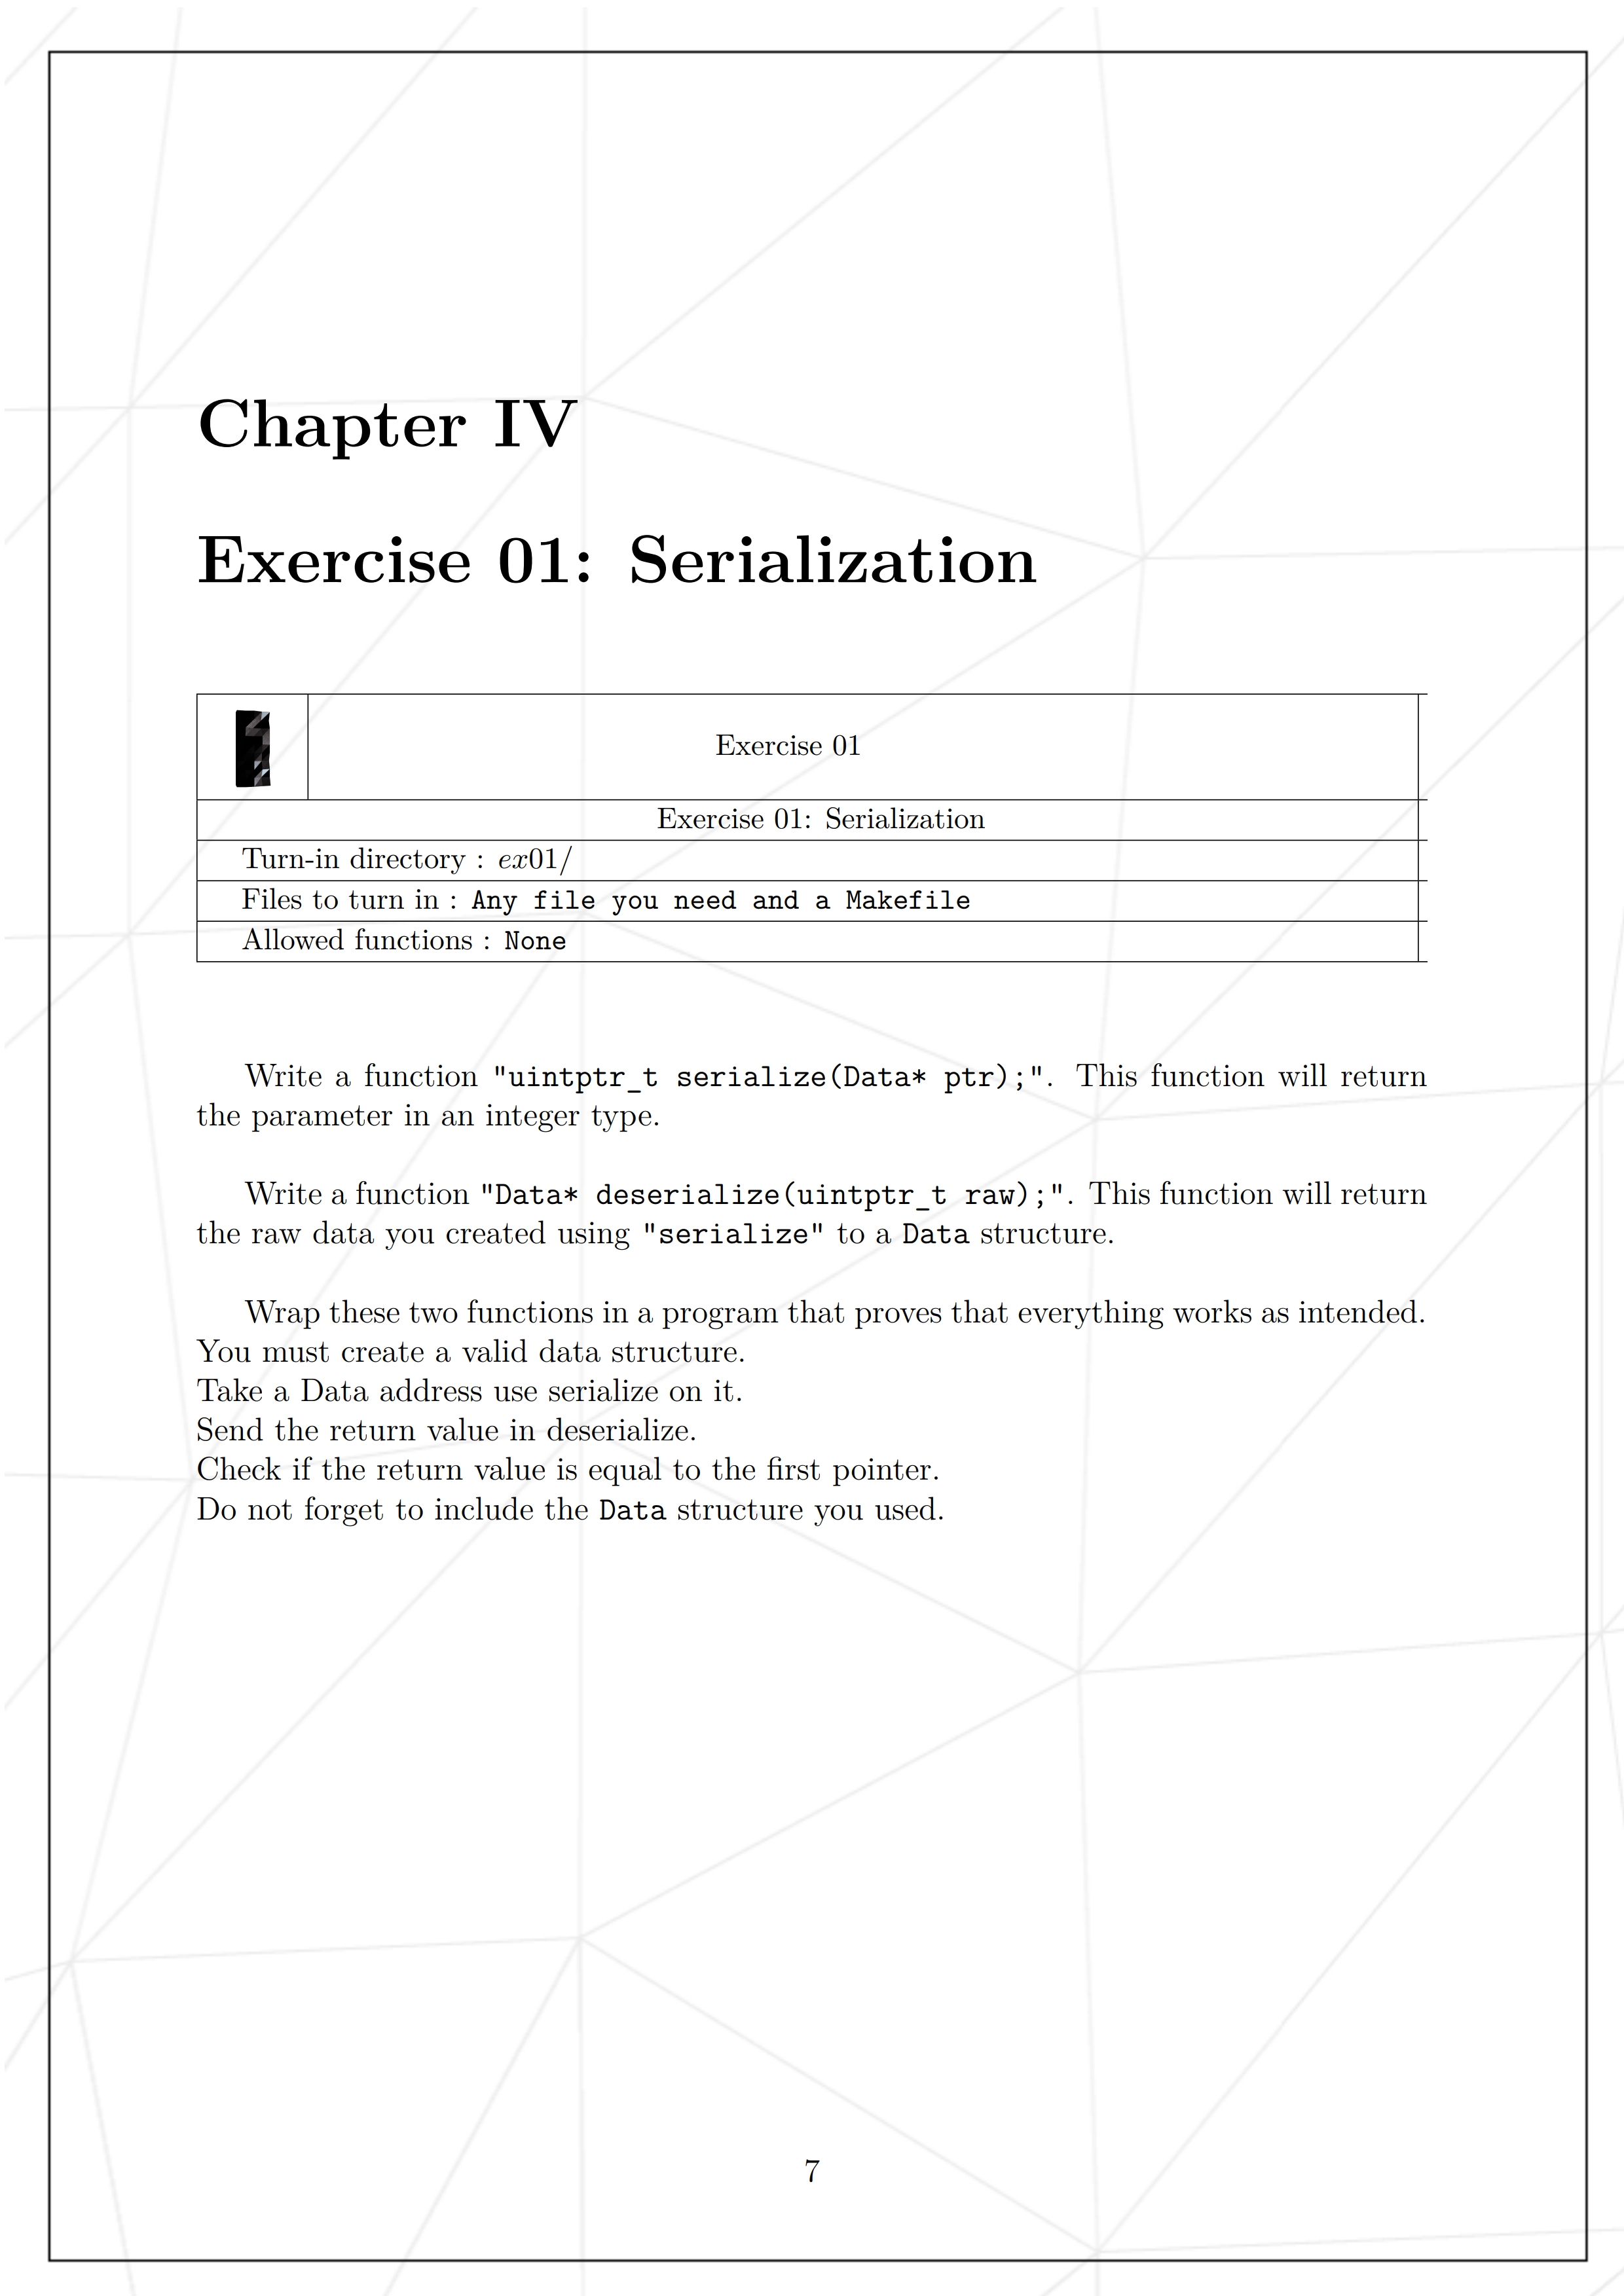 Chapter IV
Exercise 01: Serialization
Exercise 01
Exercise 01: Serialization
Turn-in directory : ex01/
Files to turn in : Any file you need and a Makefile
Allowed functions : None
Write a function "uintptr_t serialize(Data* ptr);". This function will return
the parameter in an integer type.
Write a function "Data* deserialize(uintptr_t raw);". This function will return
the raw data you created using "serialize" to a Data structure.
Wrap these two functions in a program that proves that everything works as intended.
You must create a valid data structure.
Take a Data address use serialize on it.
Send the return value in deserialize.
Check if the return value is equal to the first pointer.
Do not forget to include the Data structure you used.
7